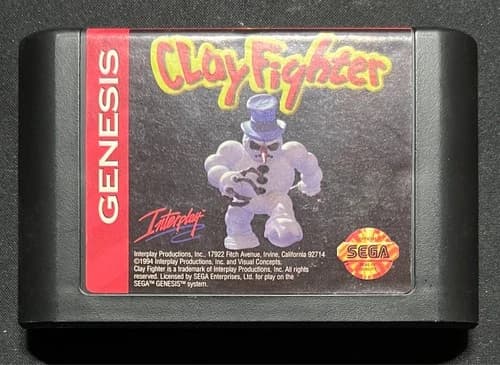 Clay Fighter
GENESIS
Interplay
SEGA
Interplay Productions, Inc., 17922 Fitch Avenue, Irvine, California 92714
©1994 Interplay Productions, Inc. and Visual Concepts.
Clay Fighter is a trademark of Interplay Productions, Inc. All rights
reserved. Licensed by SEGA Enterprises, Ltd. for play on the
SEGA™ GENESIS™ system.